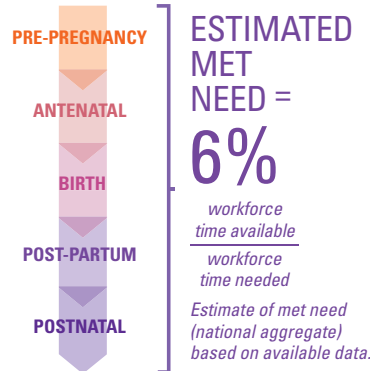 PRE-PREGNANCY
ANTENATAL
BIRTH
POST-PARTUM
POSTNATAL
ESTIMATED
MET
NEED =
6%
workforce
time available
workforce
time needed
Estimate of met need
(national aggregate)
based on available data.